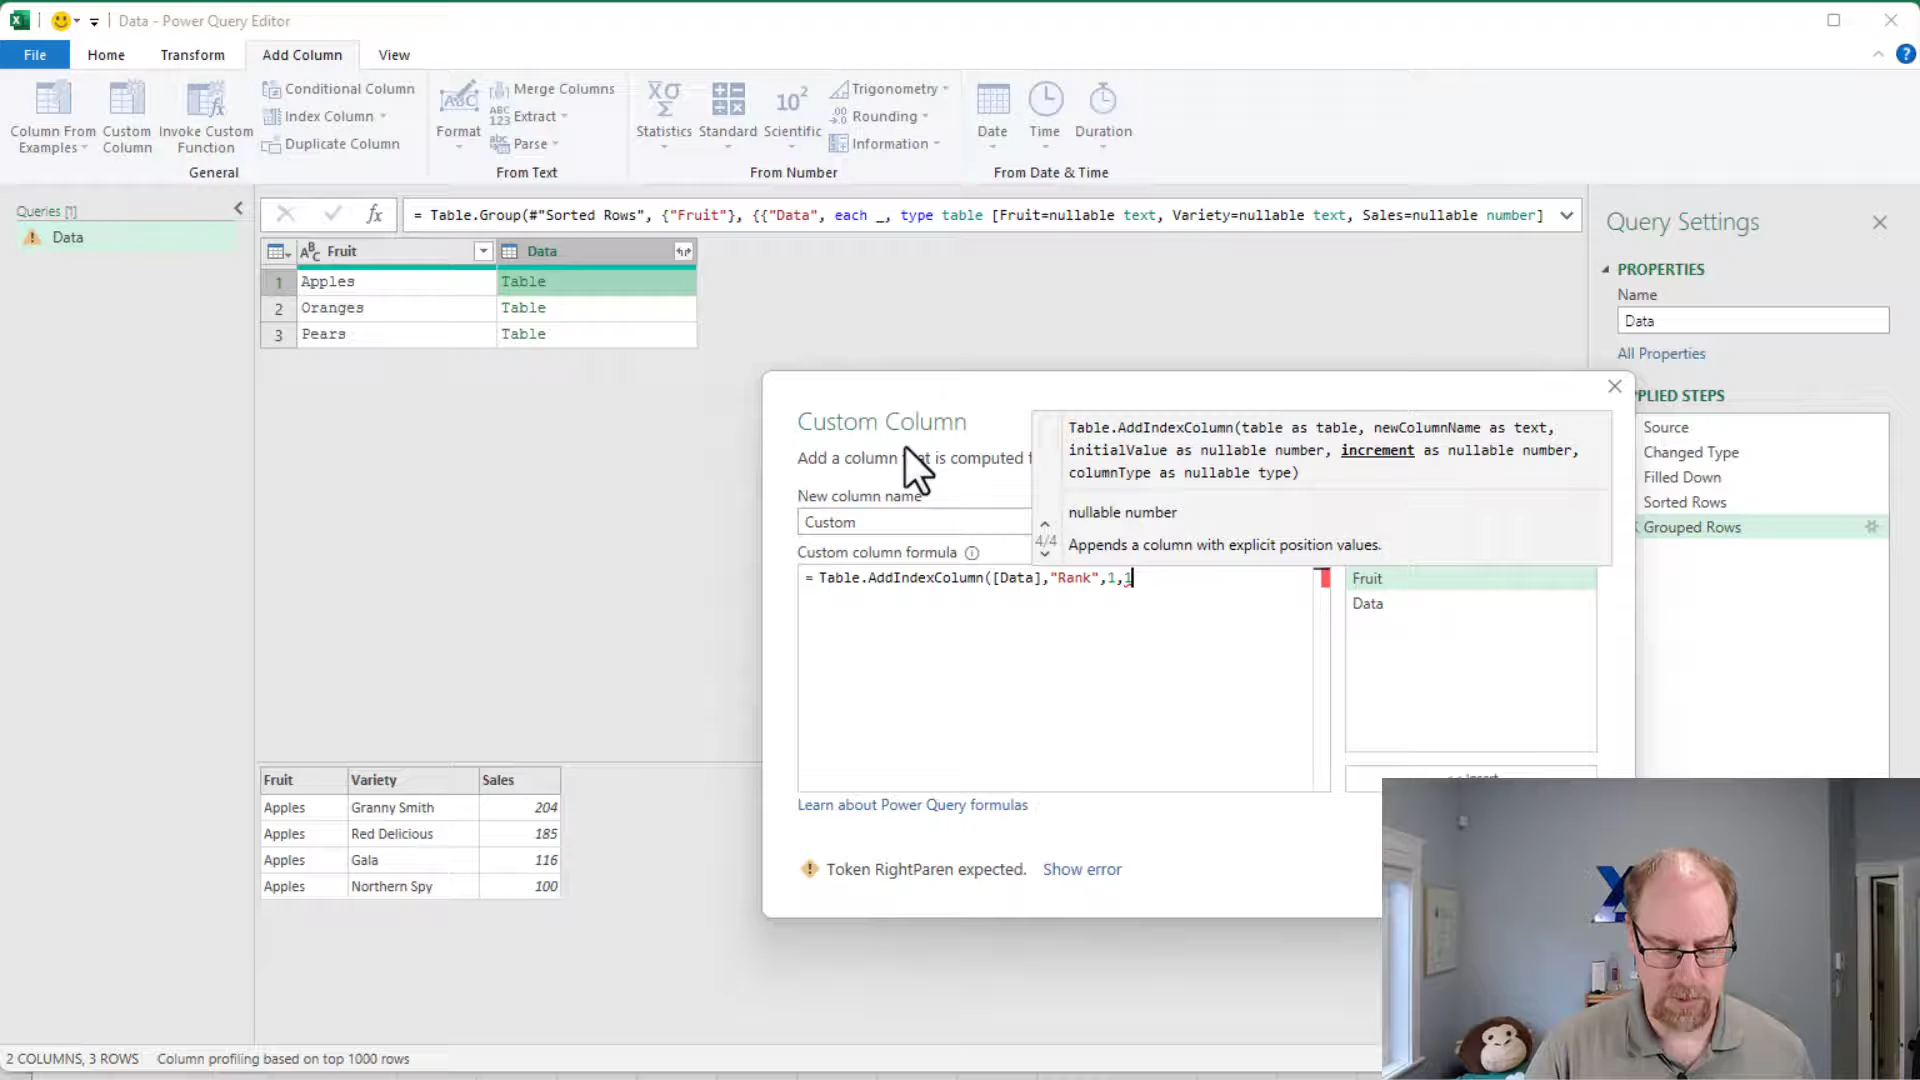 Data - Power Query Editor
File Home Transform Add Column View
?
Column From Examples
Custom Column
Invoke Custom Function
Conditional Column
Index Column
Duplicate Column
General
ABC
Format
Merge Columns
ABC 123 Extract
abc Parse
From Text
XΣ
Statistics
Standard
10²
Scientific
Trigonometry
.00 Rounding
Information
From Number
Date
Time
Duration
From Date & Time
Queries [1]
Data
fx = Table.Group(#"Sorted Rows", {"Fruit"}, {{"Data", each _, type table [Fruit=nullable text, Variety=nullable text, Sales=nullable number]
ABC Fruit Data
1 Apples Table
2 Oranges Table
3 Pears Table
Query Settings
PROPERTIES
Name
Data
All Properties
PLIED STEPS
Source
Changed Type
Filled Down
Sorted Rows
Grouped Rows
Custom Column
Add a column is computed
New column name
Custom
Custom column formula
= Table.AddIndexColumn([Data],"Rank",1,1
Table.AddIndexColumn(table as table, newColumnName as text,
initialValue as nullable number, increment as nullable number,
columnType as nullable type)
nullable number
4/4
Appends a column with explicit position values.
Fruit
Data
Learn about Power Query formulas
Token RightParen expected. Show error
Fruit Variety Sales
Apples Granny Smith 204
Apples Red Delicious 185
Apples Gala 116
Apples Northern Spy 100
2 COLUMNS, 3 ROWS Column profiling based on top 1000 rows